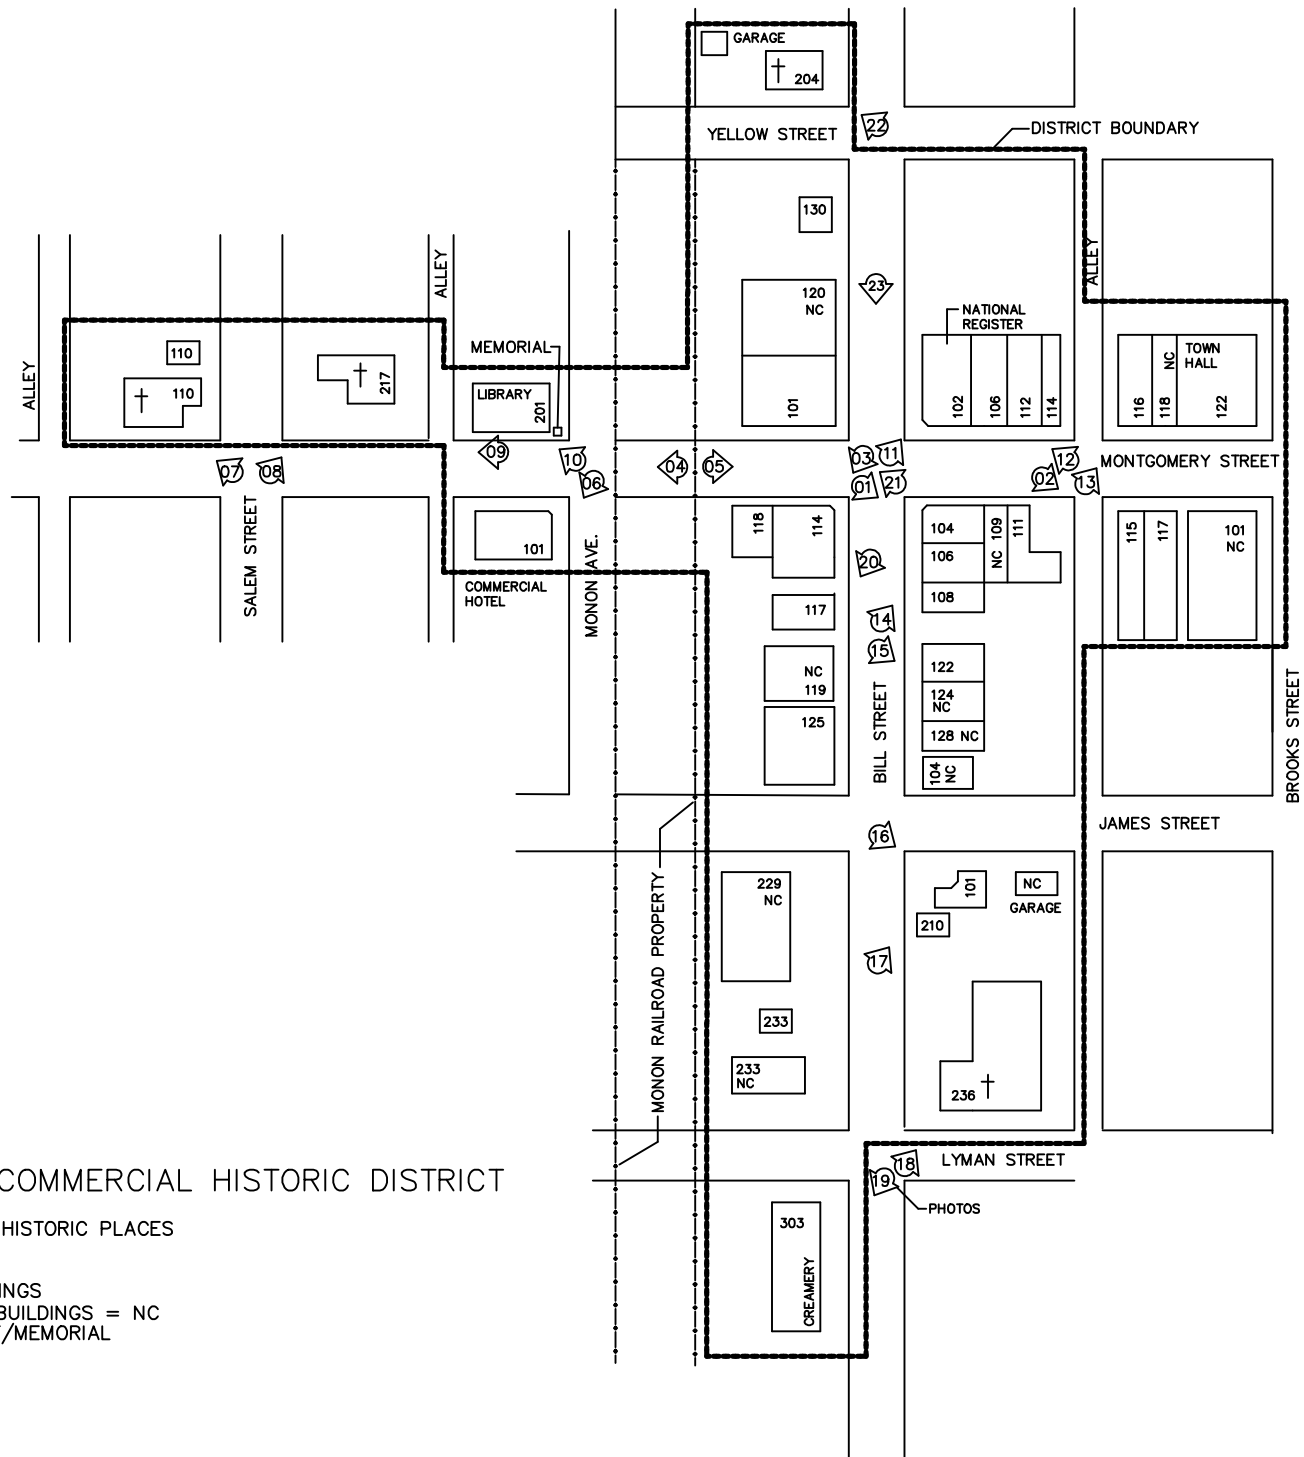 GARAGE
204
22
YELLOW STREET
DISTRICT BOUNDARY
130
ALLEY
ALLEY
120
NC
23
NATIONAL
REGISTER
MEMORIAL
110
217
LIBRARY
201
110
ALLEY
101
102
106
112
114
116
NC
118
TOWN
HALL
122
07
08
09
10
06
04
05
03
11
01
21
12
02
13
MONTGOMERY STREET
SALEM STREET
101
COMMERCIAL
HOTEL
MONON AVE.
118
114
20
104
106
108
NC 109
111
115
117
101
NC
117
14
15
NC
119
125
BILL STREET
122
124
NC
128 NC
104
NC
BROOKS STREET
JAMES STREET
16
MONON RAILROAD PROPERTY
229
NC
101
NC
GARAGE
210
17
233
233
NC
236
LYMAN STREET
18
19
PHOTOS
COMMERCIAL HISTORIC DISTRICT
HISTORIC PLACES
303
CREAMERY
INGS
BUILDINGS = NC
/MEMORIAL